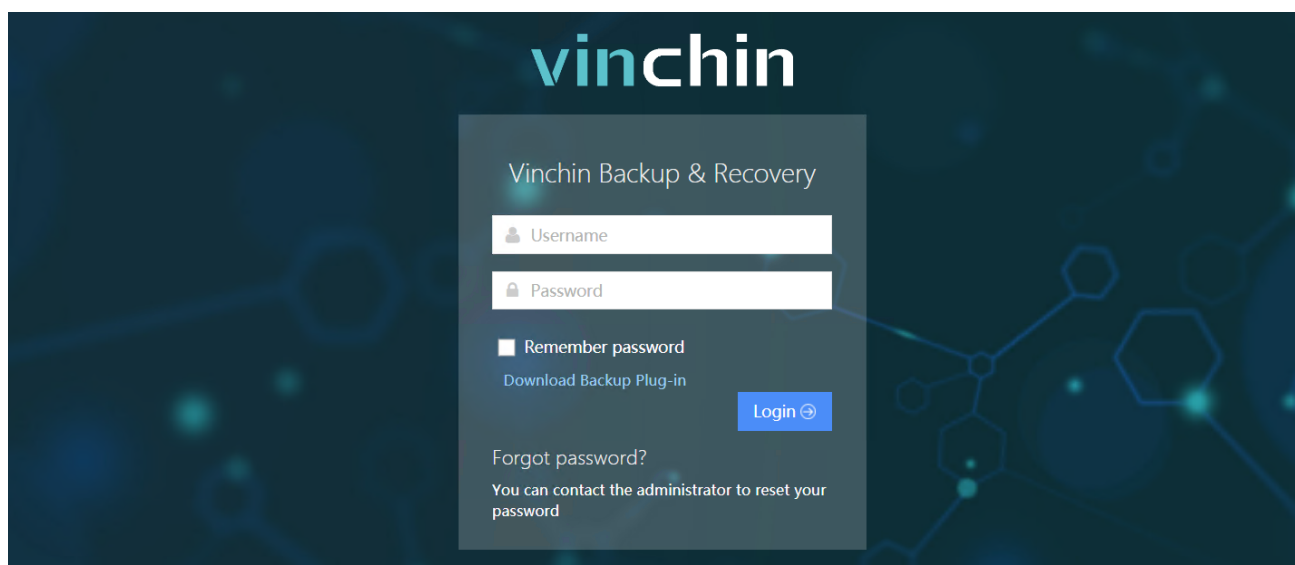 vinchin
Vinchin Backup & Recovery
Username
Password
Remember password
Download Backup Plug-in
Login
Forgot password?
You can contact the administrator to reset your
password